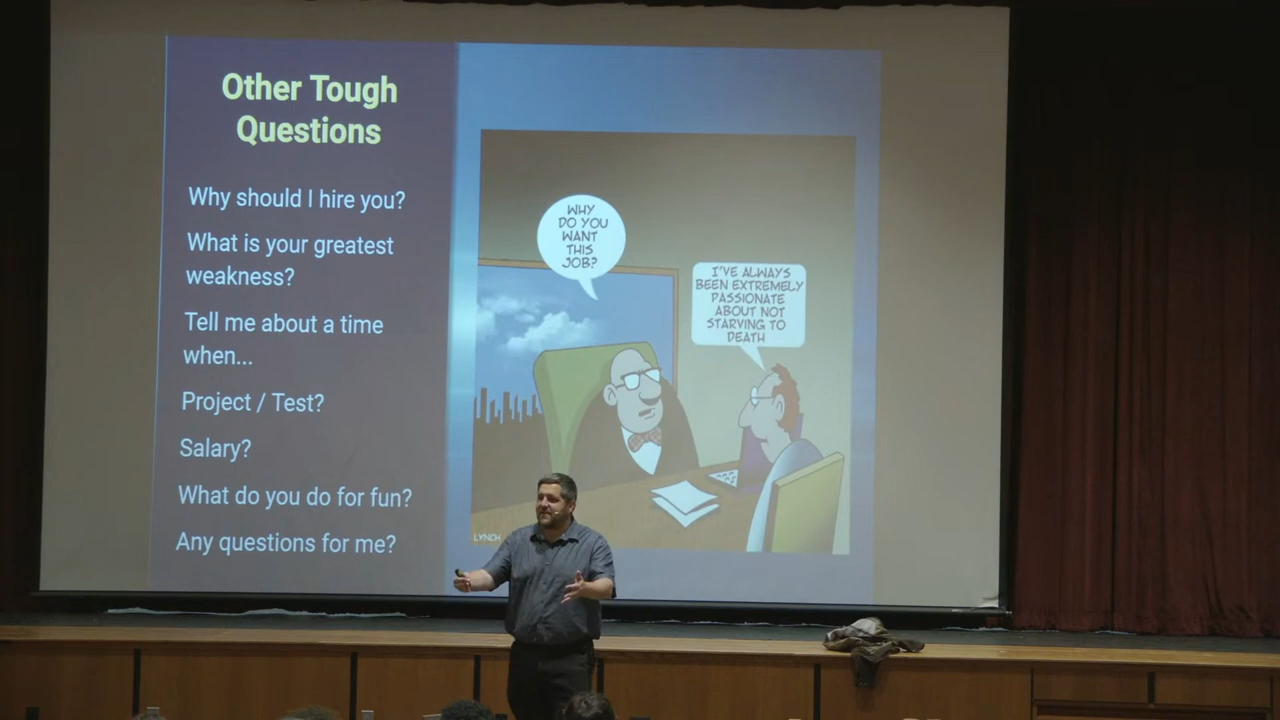 Other Tough
Questions
Why should I hire you?
What is your greatest
weakness?
Tell me about a time
when...
Project / Test?
Salary?
What do you do for fun?
Any questions for me?
WHY
DO YOU
WANT
THIS
JOB?
I'VE ALWAYS
BEEN EXTREMELY
PASSIONATE
ABOUT NOT
STARVING TO
DEATH
LYNCH